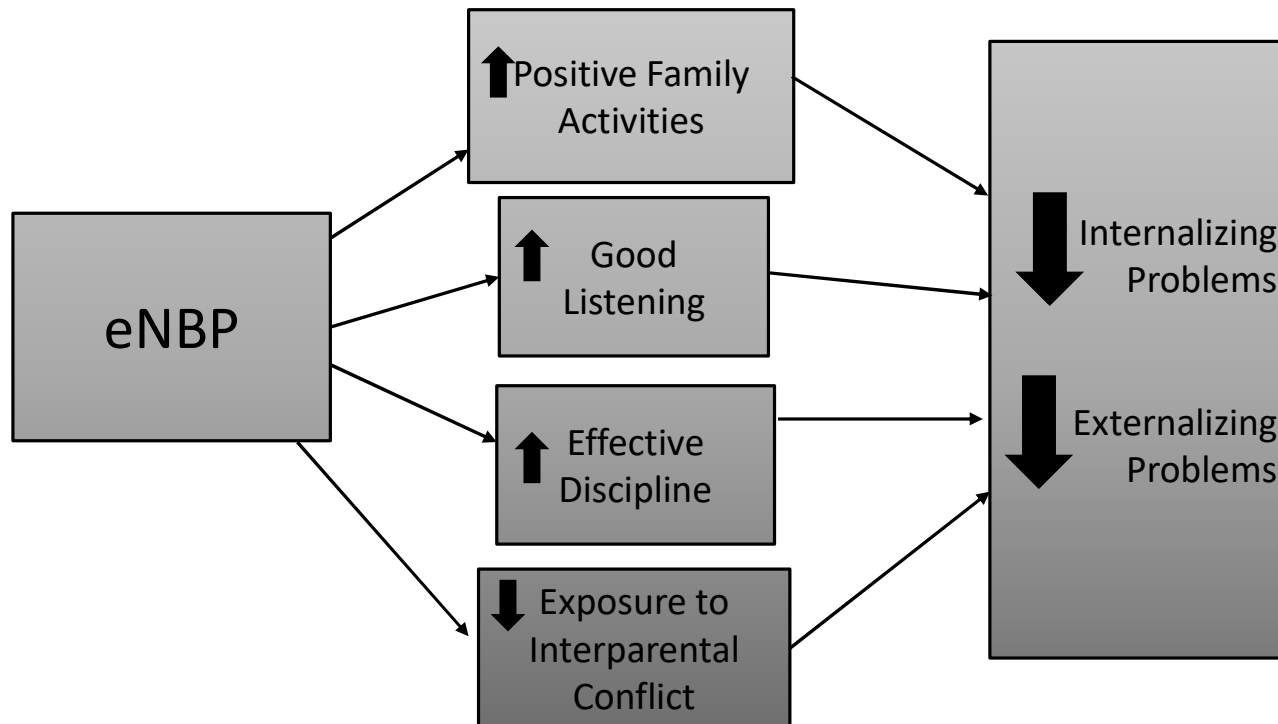 eNBP
Positive Family
Activities
Good
Listening
Effective
Discipline
Exposure to
Interparental
Conflict
Internalizing
Problems
Externalizing
Problems